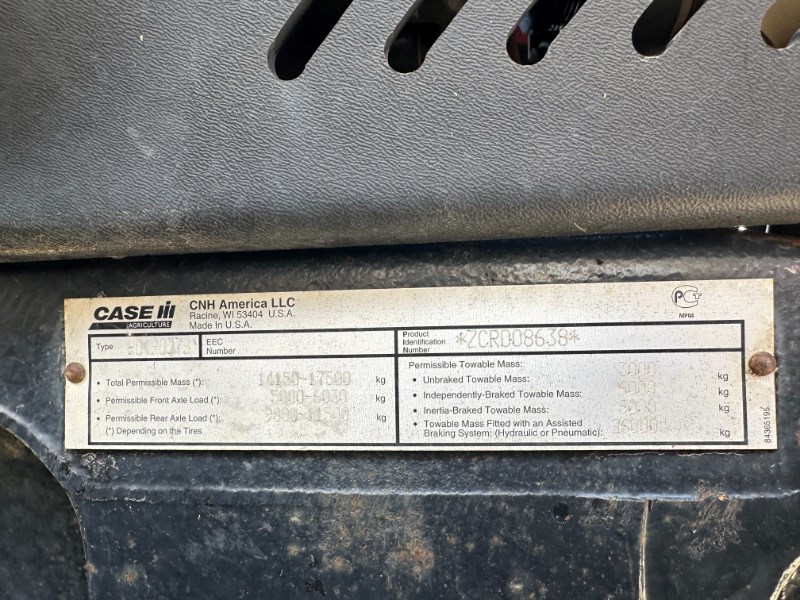 CASE IH
AGRICULTURE
CNH America LLC
Racine, WI 53404 U.S.A.
Made in U.S.A.
PCT
MP04
Type
EEC
Number
Product
Identification
Number
*ZCRD08638*
• Total Permissible Mass (*): 14150-17500 kg
• Permissible Front Axle Load (*): 5000-6030 kg
• Permissible Rear Axle Load (*): kg
(*) Depending on the Tires
Permissible Towable Mass:
• Unbraked Towable Mass: kg
• Independently-Braked Towable Mass: kg
• Inertia-Braked Towable Mass: kg
• Towable Mass Fitted with an Assisted
Braking System: (Hydraulic or Pneumatic): kg
84365195